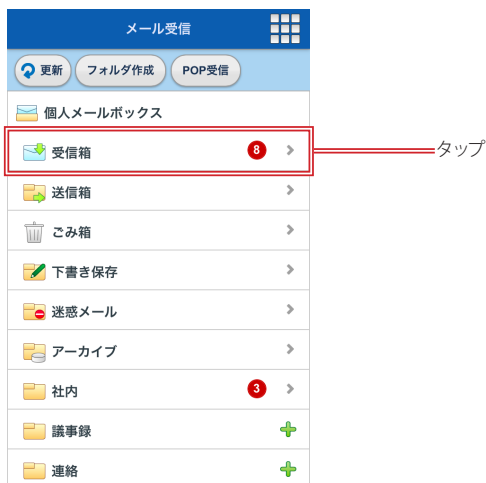 メール受信
更新 フォルダ作成 POP受信
個人メールボックス
受信箱 8
タップ
送信箱
ごみ箱
下書き保存
迷惑メール
アーカイブ
社内 3
議事録
連絡